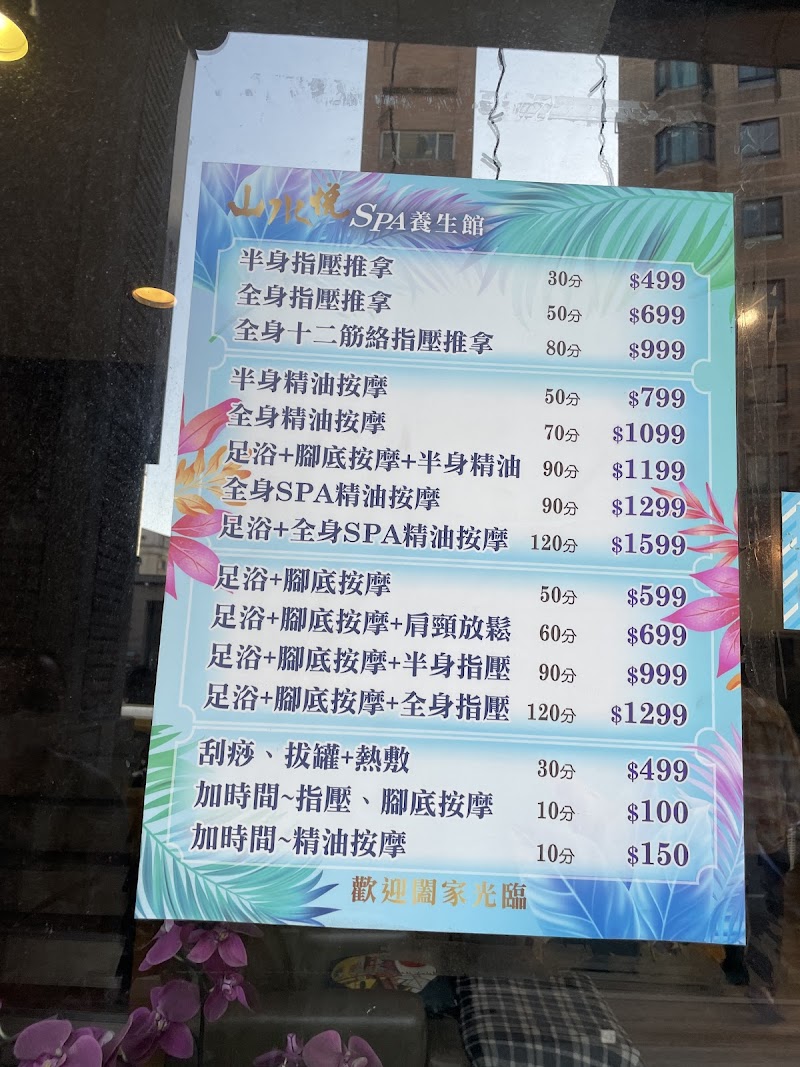 山水悅 SPA養生館
半身指壓推拿 30分 $499
全身指壓推拿 50分 $699
全身十二筋絡指壓推拿 80分 $999
半身精油按摩 50分 $799
全身精油按摩 70分 $1099
足浴+腳底按摩+半身精油 90分 $1199
全身SPA精油按摩 90分 $1299
足浴+全身SPA精油按摩 120分 $1599
足浴+腳底按摩 50分 $599
足浴+腳底按摩+肩頸放鬆 60分 $699
足浴+腳底按摩+半身指壓 90分 $999
足浴+腳底按摩+全身指壓 120分 $1299
刮痧、拔罐+熱敷 30分 $499
加時間~指壓、腳底按摩 10分 $100
加時間~精油按摩 10分 $150
歡迎闔家光臨